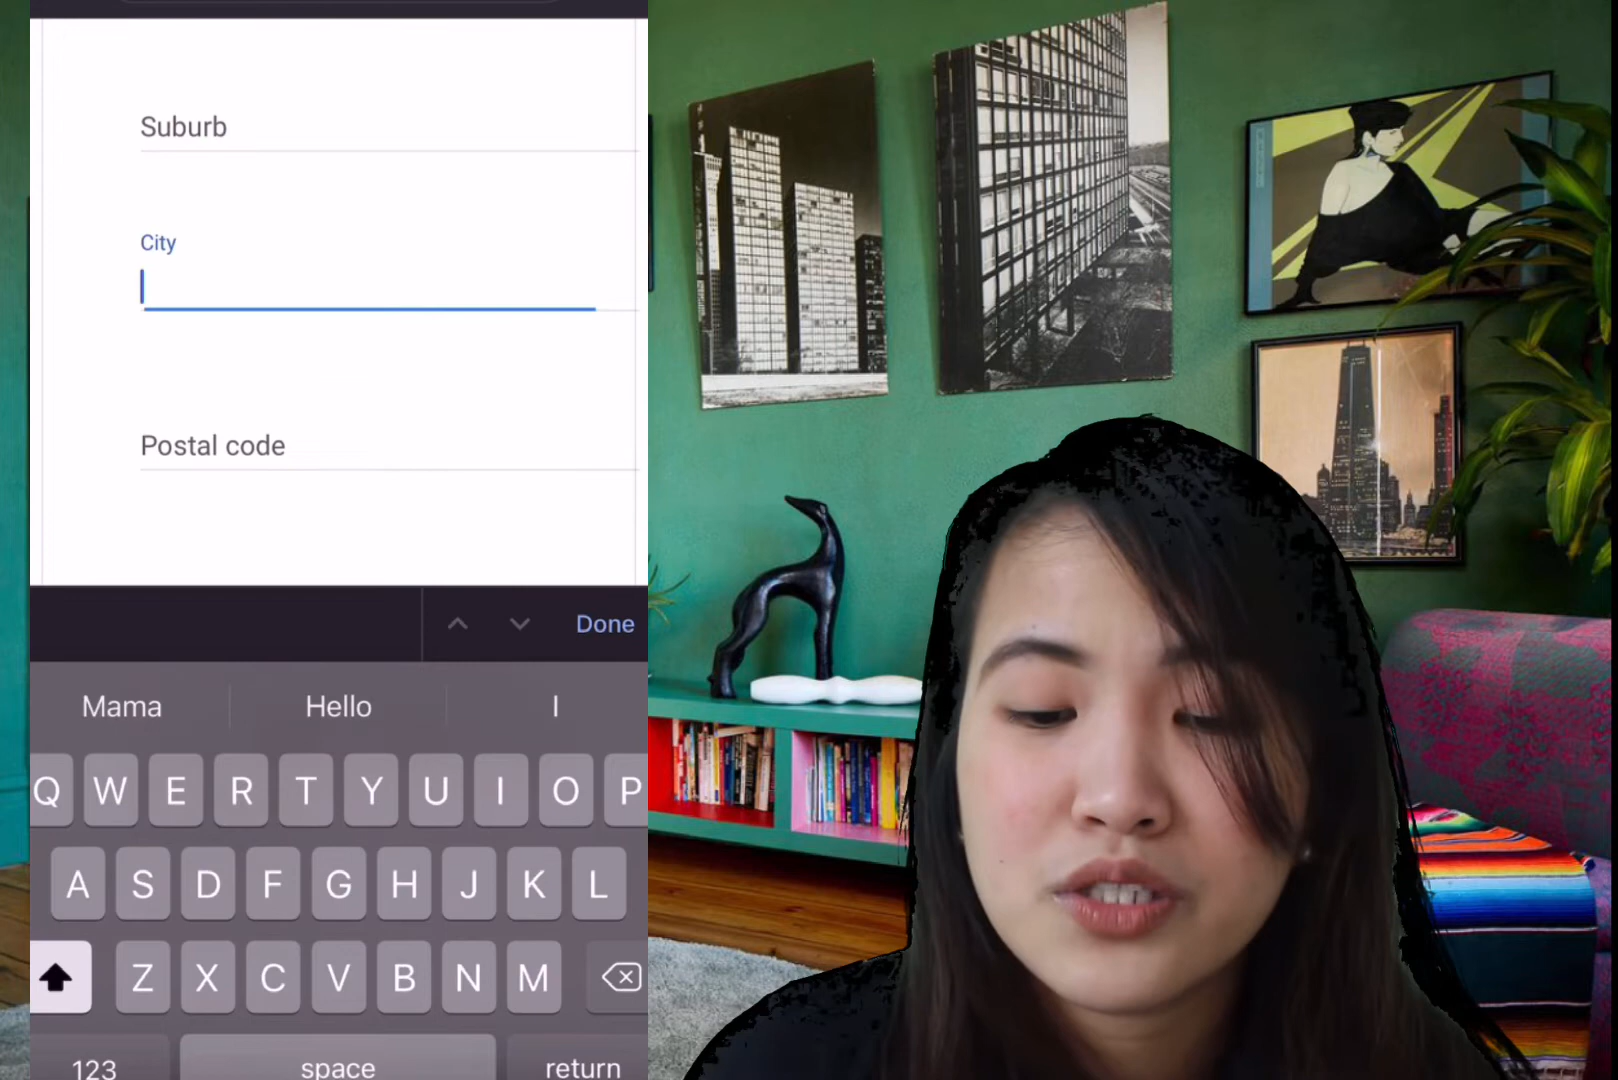 Suburb
City
Postal code
Done
Mama Hello I
Q W E R T Y U I O P
A S D F G H J K L
Z X C V B N M
123 space return